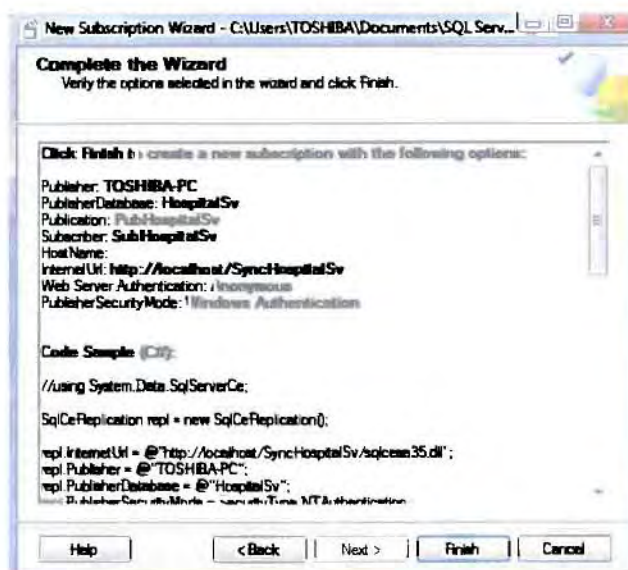 New Subscription Wizard - C:\Users\TOSHIBA\Documents\SQL Serv...
Complete the Wizard
Verify the options selected in the wizard and click Finish.
Click Finish to create a new subscription with the following options:
Publisher: TOSHIBA-PC
PublisherDatabase: HospitalSv
Publication: PubHospitalSv
Subscriber: SubHospitalSv
HostName:
InternetUrl: http://localhost/SyncHospitalSv
Web Server Authentication: Anonymous
PublisherSecurityMode: Windows Authentication
Code Sample (C#):
//using System.Data.SqlServerCe;
SqlCeReplication repl = new SqlCeReplication();
repl.InternetUrl = @"http://localhost/SyncHospitalSv/sqlcesa35.dll";
repl.Publisher = @"TOSHIBA-PC";
repl.PublisherDatabase = @"HospitalSv";
PublisherSecurityMode = SecurityType.NTAuthentication
Help
< Back
Next >
Finish
Cancel